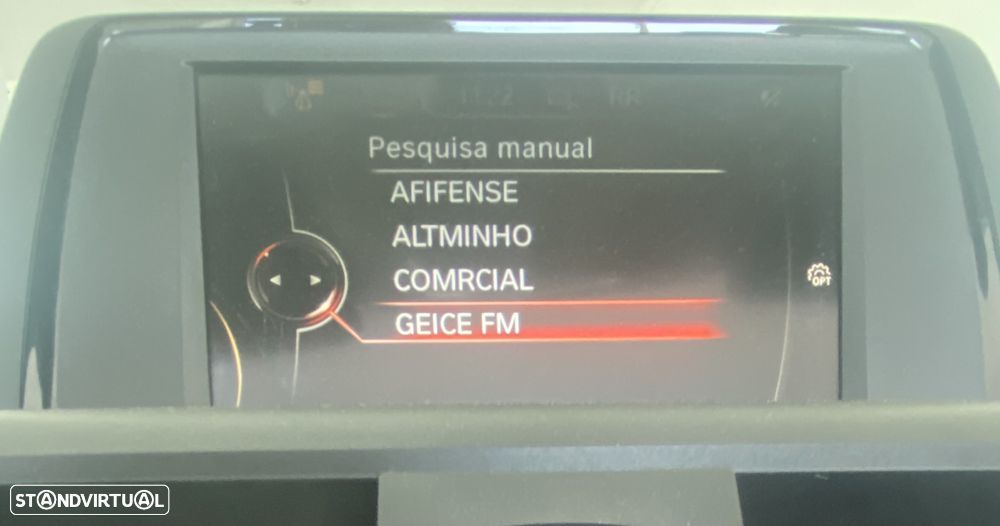 Pesquisa manual
AFIFENSE
ALTMINHO
COMRCIAL
OPT
GEICE FM
STANDVIRTUAL